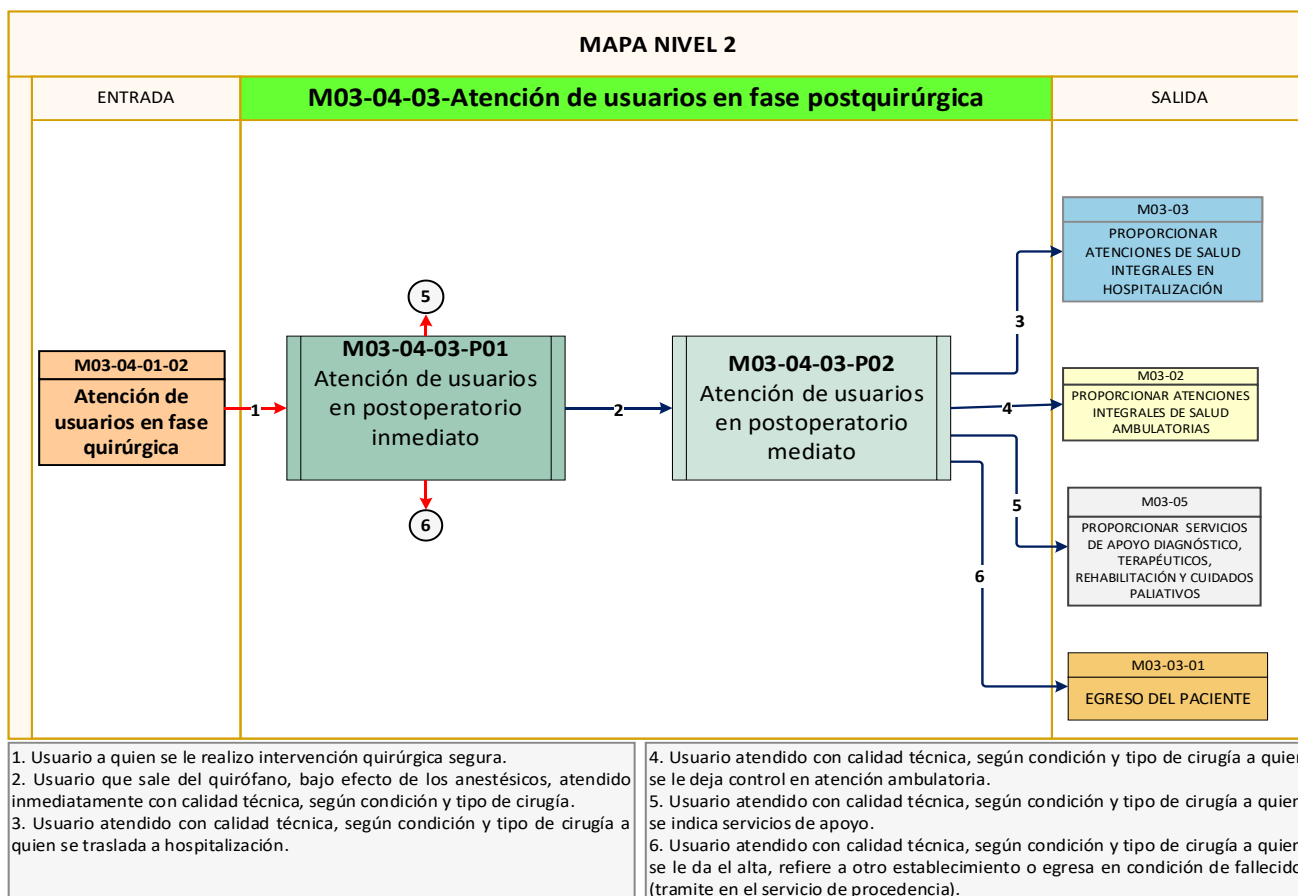 MAPA NIVEL 2
ENTRADA
M03-04-03-Atención de usuarios en fase postquirúrgica
SALIDA
M03-04-01-02
Atención de
usuarios en fase
quirúrgica
1
5
M03-04-03-P01
Atención de usuarios
en postoperatorio
inmediato
6
2
M03-04-03-P02
Atención de usuarios
en postoperatorio
mediato
3
4
5
6
M03-03
PROPORCIONAR
ATENCIONES DE SALUD
INTEGRALES EN
HOSPITALIZACIÓN
M03-02
PROPORCIONAR ATENCIONES
INTEGRALES DE SALUD
AMBULATORIAS
M03-05
PROPORCIONAR SERVICIOS
DE APOYO DIAGNÓSTICO,
TERAPÉUTICOS,
REHABILITACIÓN Y CUIDADOS
PALIATIVOS
M03-03-01
EGRESO DEL PACIENTE
1. Usuario a quien se le realizo intervención quirúrgica segura.
2. Usuario que sale del quirófano, bajo efecto de los anestésicos, atendido
inmediatamente con calidad técnica, según condición y tipo de cirugía.
3. Usuario atendido con calidad técnica, según condición y tipo de cirugía a
quien se traslada a hospitalización.
4. Usuario atendido con calidad técnica, según condición y tipo de cirugía a quien
se le deja control en atención ambulatoria.
5. Usuario atendido con calidad técnica, según condición y tipo de cirugía a quien
se indica servicios de apoyo.
6. Usuario atendido con calidad técnica, según condición y tipo de cirugía a quien
se le da el alta, refiere a otro establecimiento o egresa en condición de fallecido
(tramite en el servicio de procedencia).